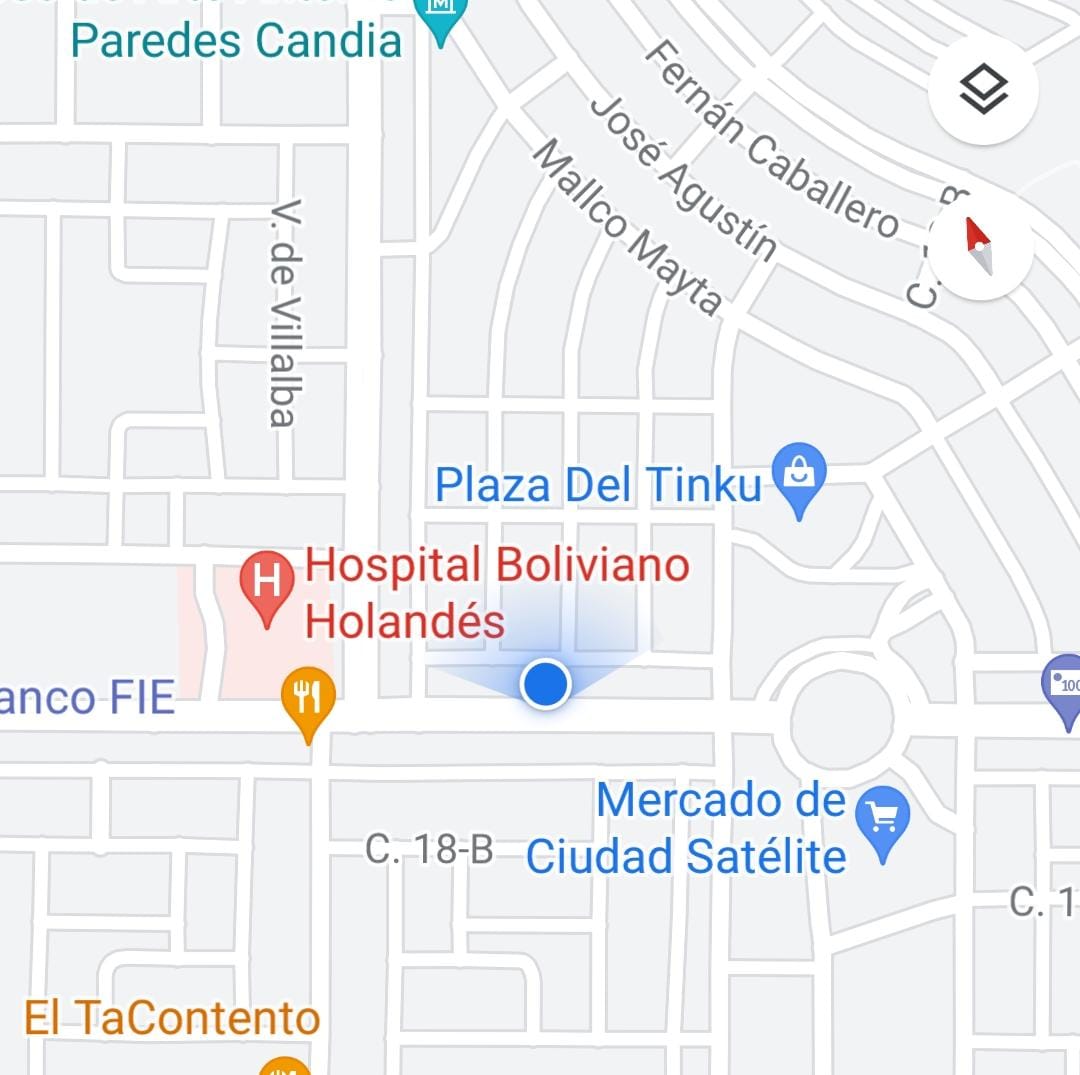 Paredes Candia
Fernán Caballero
José Agustín
Mallco Mayta
V. de Villalba
Plaza Del Tinku
H
Hospital Boliviano
Holandés
anco FIE
100
Mercado de
Ciudad Satélite
C. 18-B
C. 1
El TaContento